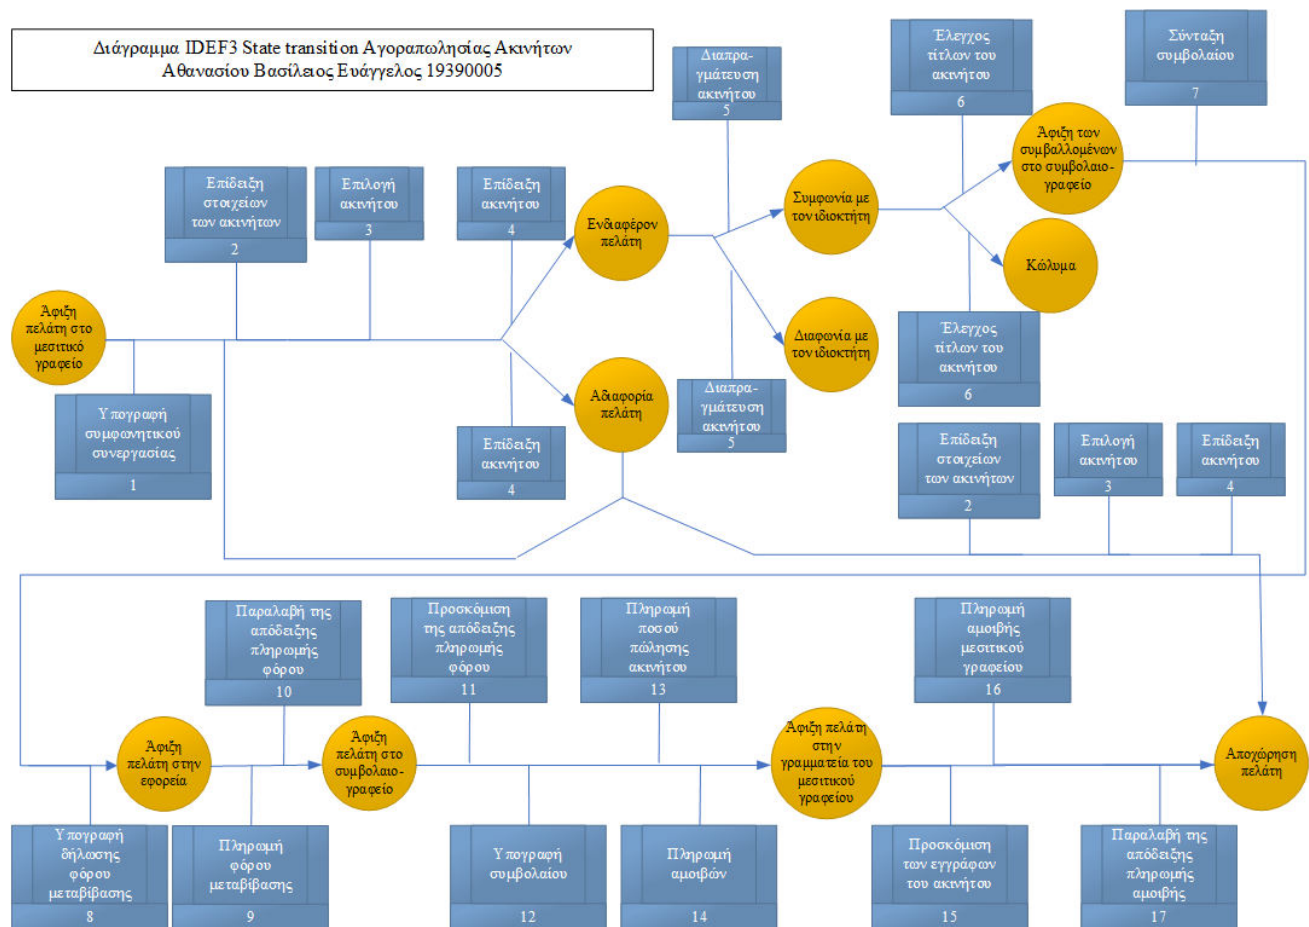 Διάγραμμα IDEF3 State transition Αγοραπωλησίας Ακινήτων
Αθανασίου Βασίλειος Ευάγγελος 19390005
Διαπρα-
γμάτευση
ακινήτου
5
Έλεγχος
τίτλων του
ακινήτου
6
Σύνταξη
συμβολαίου
7
Επίδειξη
στοιχείων
των ακινήτων
2
Επιλογή
ακινήτου
3
Επίδειξη
ακινήτου
4
Ενδιαφέρον
πελάτη
Συμφωνία με
τον ιδιοκτήτη
Άφιξη των
συμβαλλομένων
στο συμβολαιο-
γραφείο
Κώλυμα
Άφιξη
πελάτη στο
μεσιτικό
γραφείο
Διαφωνία με
τον ιδιοκτήτη
Αδιαφορία
πελάτη
Υπογραφή
συμφωνητικού
συνεργασίας
1
Επίδειξη
ακινήτου
4
Διαπρα-
γμάτευση
ακινήτου
5
Έλεγχος
τίτλων του
ακινήτου
6
Επίδειξη
στοιχείων
των ακινήτων
2
Επιλογή
ακινήτου
3
Επίδειξη
ακινήτου
4
Παραλαβή της
απόδειξης
πληρωμής
φόρου
10
Προσκόμιση
της απόδειξης
πληρωμής
φόρου
11
Πληρωμή
ποσού
πώλησης
ακινήτου
13
Πληρωμή
αμοιβής
μεσιτικού
γραφείου
16
Άφιξη
πελάτη στην
εφορεία
Άφιξη
πελάτη στο
συμβολαιο-
γραφείο
Άφιξη πελάτη
στην
γραμματεία του
μεσιτικού
γραφείου
Αποχώρηση
πελάτη
Υπογραφή
δήλωσης
φόρου
μεταβίβασης
8
Πληρωμή
φόρου
μεταβίβασης
9
Υπογραφή
συμβολαίου
12
Πληρωμή
αμοιβών
14
Προσκόμιση
των εγγράφων
του ακινήτου
15
Παραλαβή της
απόδειξης
πληρωμής
αμοιβής
17